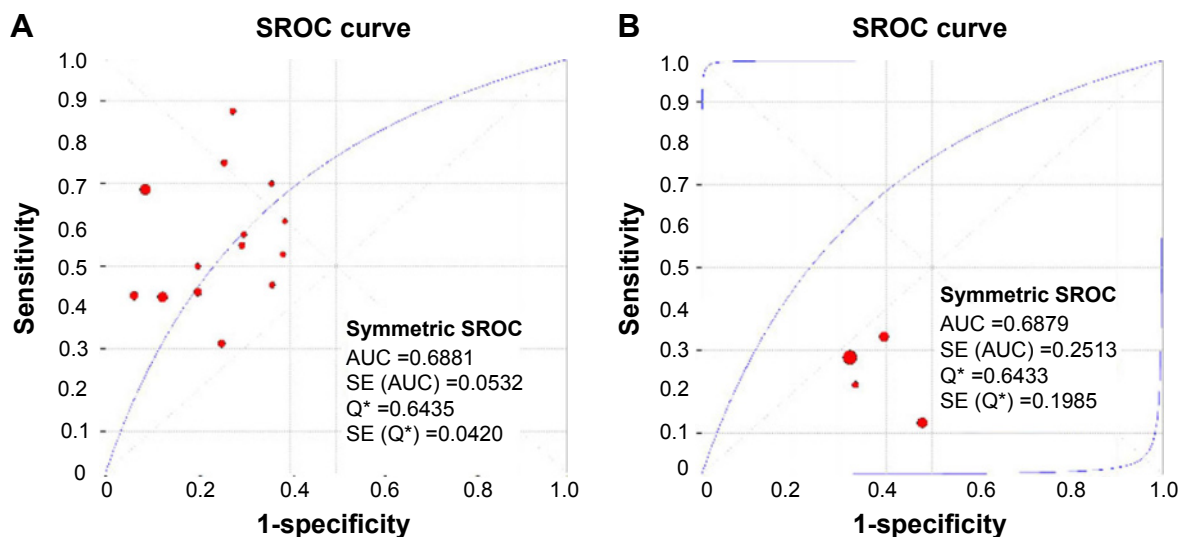 A
SROC curve
Sensitivity
1.0
0.9
0.8
0.7
0.6
0.5
0.4
0.3
0.2
0.1
0
Symmetric SROC
AUC =0.6881
SE (AUC) =0.0532
Q* =0.6435
SE (Q*) =0.0420
0 0.2 0.4 0.6 0.8 1.0
1-specificity
B
SROC curve
Sensitivity
1.0
0.9
0.8
0.7
0.6
0.5
0.4
0.3
0.2
0.1
0
Symmetric SROC
AUC =0.6879
SE (AUC) =0.2513
Q* =0.6433
SE (Q*) =0.1985
0 0.2 0.4 0.6 0.8 1.0
1-specificity